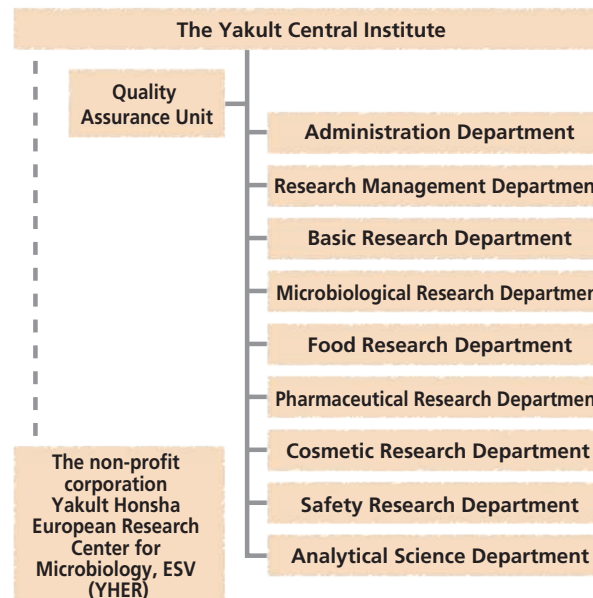 The Yakult Central Institute
Quality
Assurance Unit
Administration Department
Research Management Departmen
Basic Research Department
Microbiological Research Departmen
Food Research Department
Pharmaceutical Research Departmen
Cosmetic Research Department
Safety Research Department
Analytical Science Department
The non-profit
corporation
Yakult Honsha
European Research
Center for
Microbiology, ESV
(YHER)